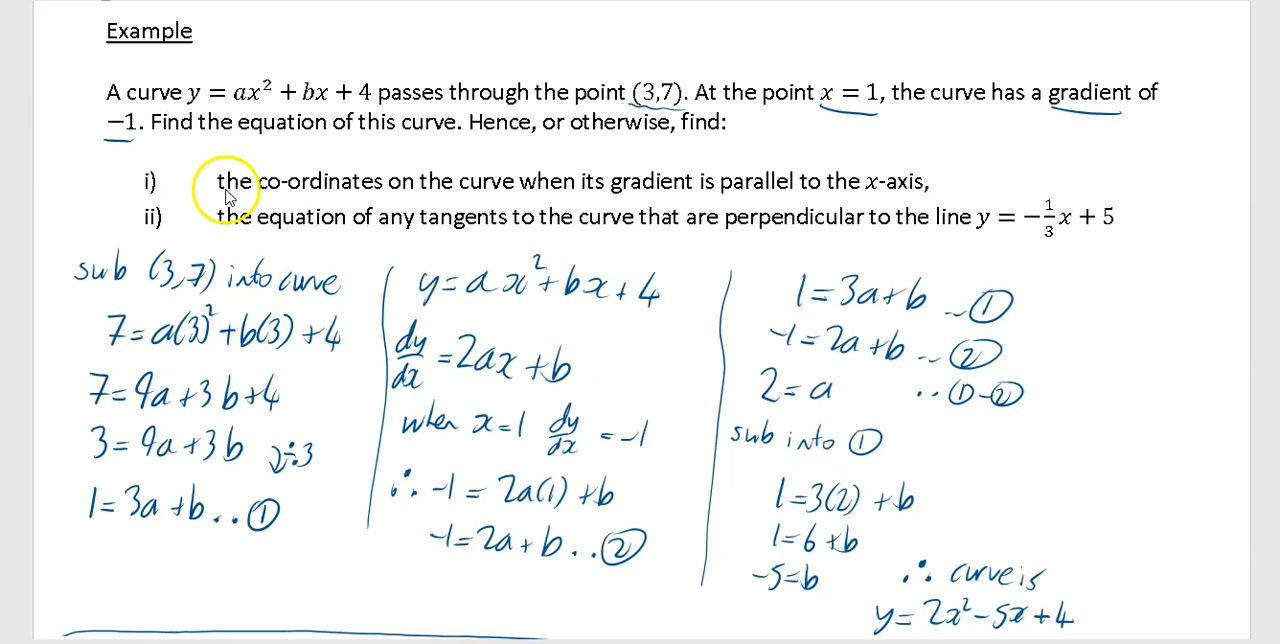 Example
A curve y = ax² + bx + 4 passes through the point (3,7). At the point x = 1, the curve has a gradient of
−1. Find the equation of this curve. Hence, or otherwise, find:
i) the co-ordinates on the curve when its gradient is parallel to the x-axis,
ii) the equation of any tangents to the curve that are perpendicular to the line y = −1/3 x + 5
sub (3,7) into curve
7=a(3)²+b(3)+4
7=9a+3b+4
3=9a+3b ÷3
1=3a+b..①
y=ax²+bx+4
dy/dx=2ax+b
when x=1 dy/dx=-1
∴ -1=2a(1)+b
-1=2a+b..②
1=3a+b ..①
-1=2a+b ..②
2=a ..①-②
sub into ①
1=3(2)+b
1=6+b
-5=b
∴ curve is
y=2x²-5x+4